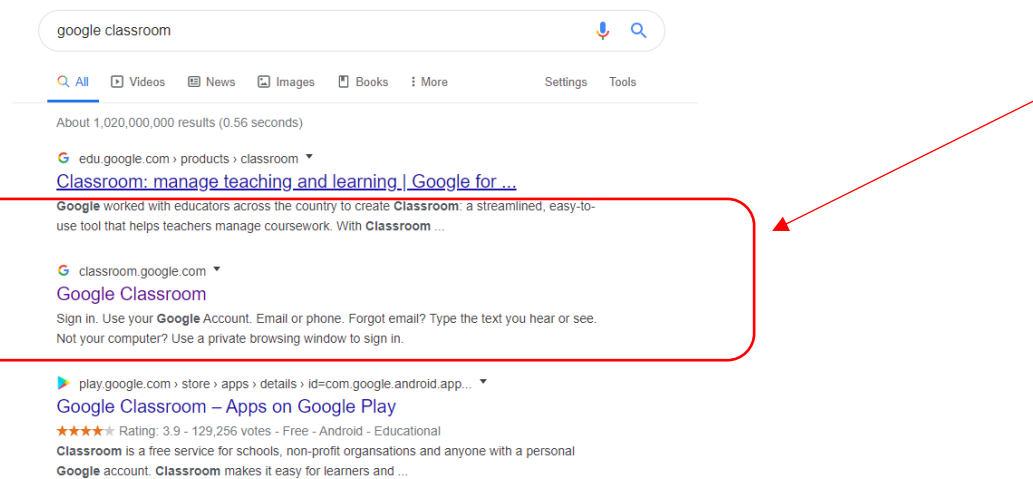 google classroom
All Videos News Images Books More Settings Tools
About 1,020,000,000 results (0.56 seconds)
edu.google.com › products › classroom
Classroom: manage teaching and learning | Google for ...
Google worked with educators across the country to create Classroom: a streamlined, easy-to-
use tool that helps teachers manage coursework. With Classroom ...
classroom.google.com
Google Classroom
Sign in. Use your Google Account. Email or phone. Forgot email? Type the text you hear or see.
Not your computer? Use a private browsing window to sign in.
play.google.com › store › apps › details › id=com.google.android.app...
Google Classroom – Apps on Google Play
Rating: 3.9 - 129,256 votes - Free - Android - Educational
Classroom is a free service for schools, non-profit organsations and anyone with a personal
Google account. Classroom makes it easy for learners and ...